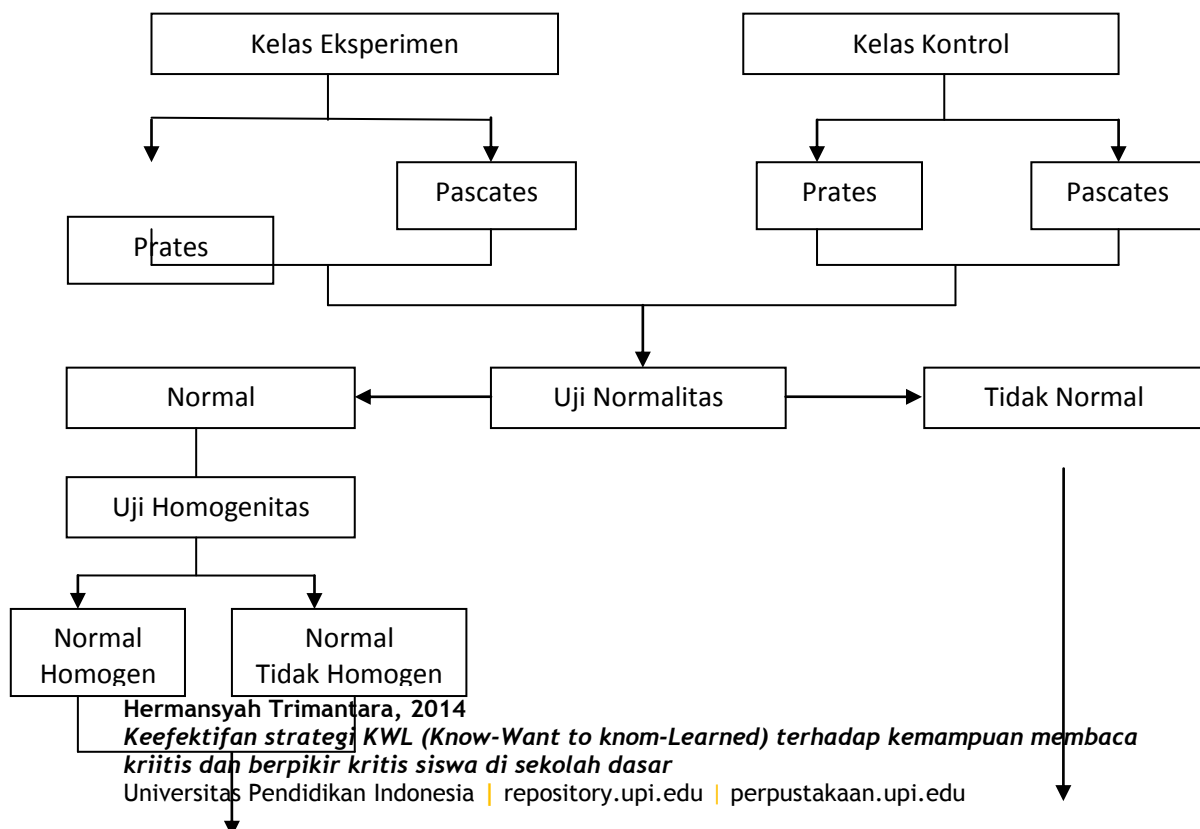 Kelas Eksperimen
Kelas Kontrol
Pascates
Prates
Pascates
Prates
Normal
Uji Normalitas
Tidak Normal
Uji Homogenitas
Normal
Homogen
Normal
Tidak Homogen
Hermansyah Trimantara, 2014
Keefektifan strategi KWL (Know-Want to knom-Learned) terhadap kemampuan membaca
kriitis dan berpikir kritis siswa di sekolah dasar
Universitas Pendidikan Indonesia | repository.upi.edu | perpustakaan.upi.edu